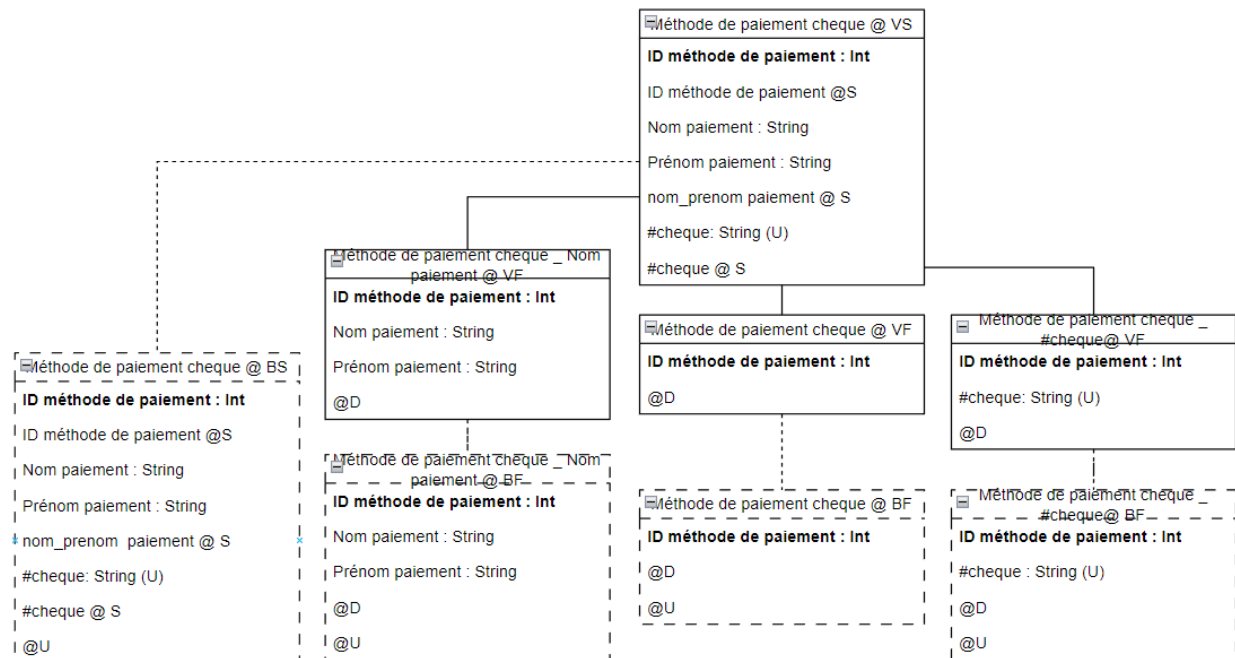 Méthode de paiement cheque @ VS
ID méthode de paiement : Int
ID méthode de paiement @S
Nom paiement : String
Prénom paiement : String
nom_prenom paiement @ S
#cheque: String (U)
#cheque @ S
Méthode de paiement cheque _ Nom
paiement @ VF
ID méthode de paiement : Int
Nom paiement : String
Prénom paiement : String
@D
Méthode de paiement cheque @ VF
ID méthode de paiement : Int
@D
Méthode de paiement cheque _
#cheque@ VF
ID méthode de paiement : Int
#cheque: String (U)
@D
Méthode de paiement cheque @ BS
ID méthode de paiement : Int
ID méthode de paiement @S
Nom paiement : String
Prénom paiement : String
nom_prenom  paiement @ S
#cheque: String (U)
#cheque @ S
@U
Méthode de paiement cheque _ Nom
paiement @ BF
ID méthode de paiement : Int
Nom paiement : String
Prénom paiement : String
@D
@U
Méthode de paiement cheque @ BF
ID méthode de paiement : Int
@D
@U
Méthode de paiement cheque _
#cheque@ BF
ID méthode de paiement : Int
#cheque : String (U)
@D
@U